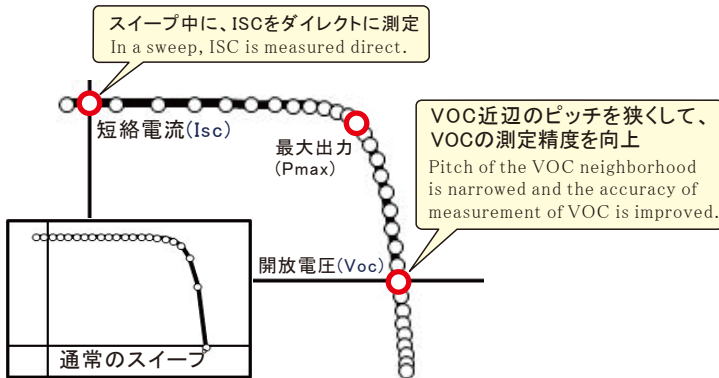 スイープ中に、ISCをダイレクトに測定
In a sweep, ISC is measured direct.
短絡電流(Isc)
最大出力
(Pmax)
VOC近辺のピッチを狭くして、
VOCの測定精度を向上
Pitch of the VOC neighborhood
is narrowed and the accuracy of
measurement of VOC is improved.
開放電圧(Voc)
通常のスイープ